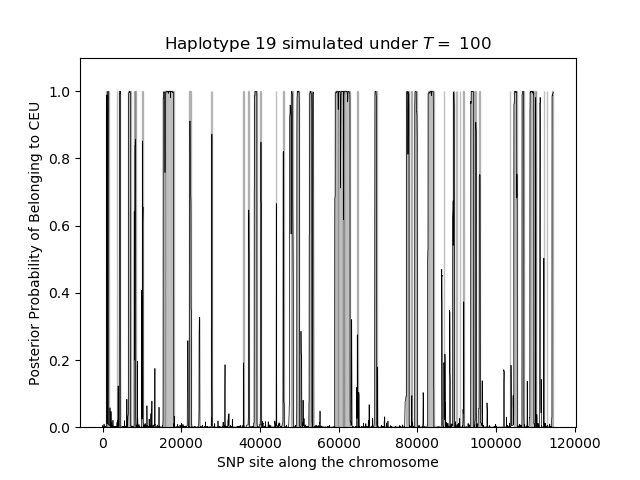 Haplotype 19 simulated under T = 100
Posterior Probability of Belonging to CEU
1.0
0.8
0.6
0.4
0.2
0.0
0 20000 40000 60000 80000 100000 120000
SNP site along the chromosome